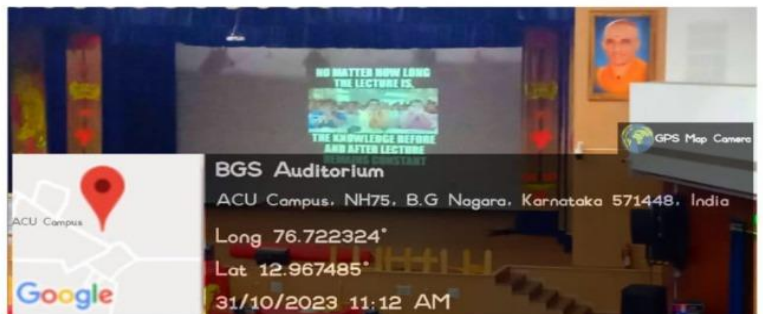 NO MATTER HOW LONG
THE LECTURE IS,
THE KNOWLEDGE BEFORE
AND AFTER LECTURE
REMAINS CONSTANT
GPS Map Camera
BGS Auditorium
ACU Campus, NH75, B.G Nagara, Karnataka 571448, India
ACU Campus
Long 76.722324°
Lat 12.967485°
Google
31/10/2023 11:12 AM